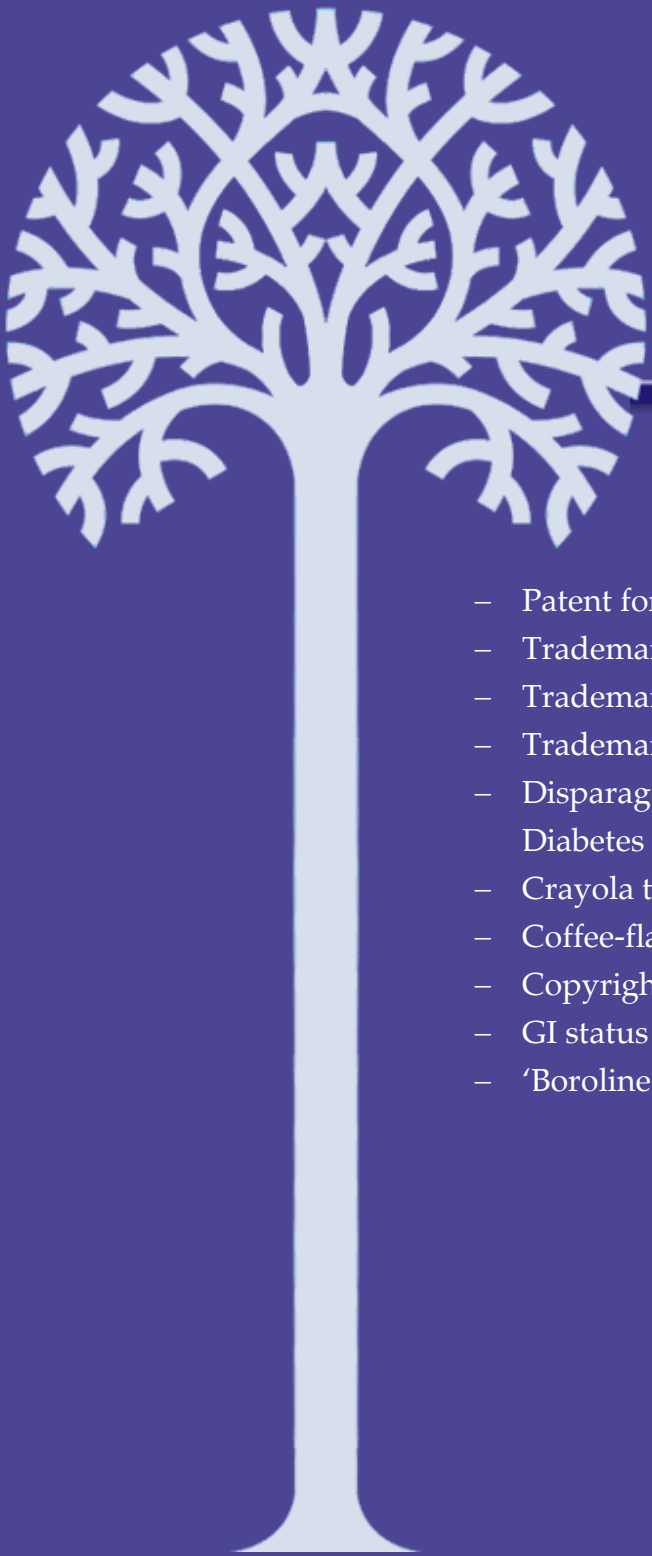 – Patent for
– Trademar
– Trademar
– Trademar
– Disparag
Diabetes
– Crayola t
– Coffee-fla
– Copyrigh
– GI status
– ‘Boroline